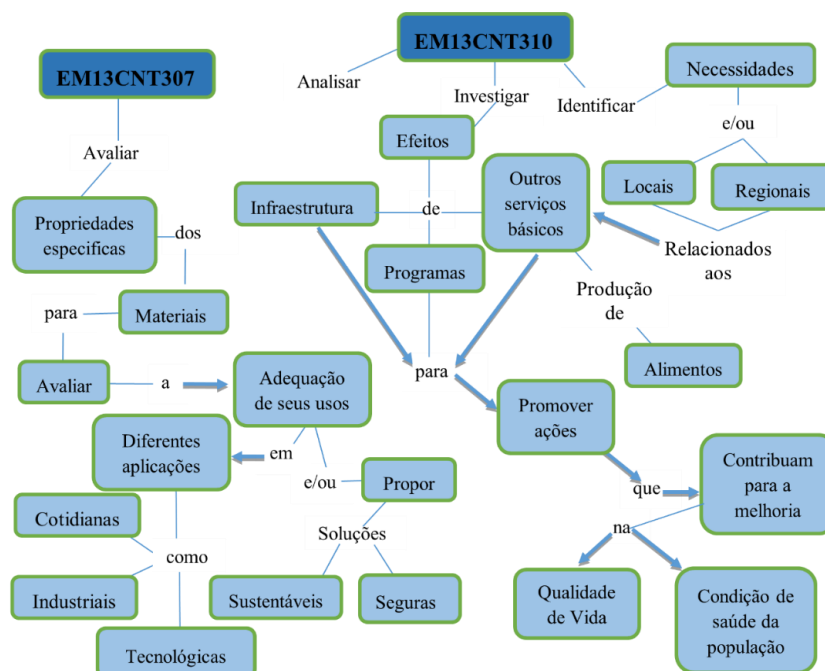 EM13CNT307
Avaliar
Propriedades
especificas
dos
Materiais
para
Avaliar
a
Adequação
de seus usos
em
Diferentes
aplicações
como
Cotidianas
Industriais
Tecnológicas
e/ou
Propor
Soluções
Sustentáveis
Seguras
EM13CNT310
Analisar
Investigar
Identificar
Necessidades
e/ou
Locais
Regionais
Relacionados
aos
Efeitos
de
Infraestrutura
Outros
serviços
básicos
Programas
Produção
de
Alimentos
para
Promover
ações
que
Contribuam
para a
melhoria
na
Qualidade
de Vida
Condição de
saúde da
população